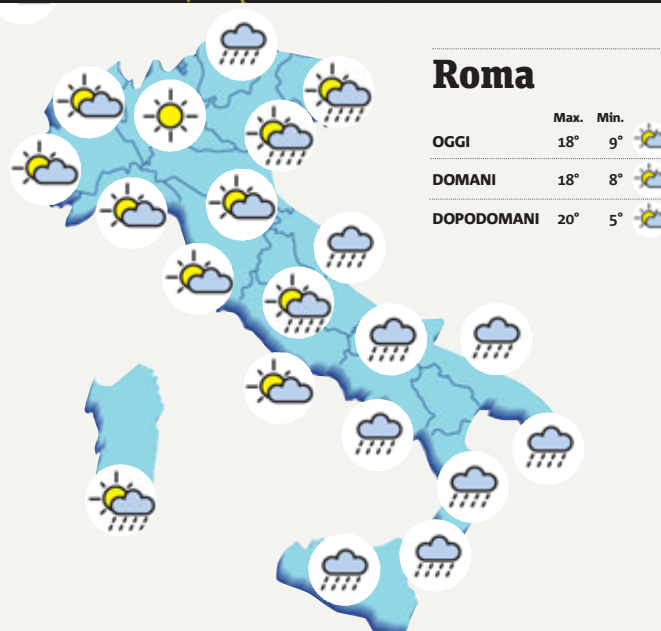 Roma
Max. Min.
OGGI 18° 9°
DOMANI 18° 8°
DOPODOMANI 20° 5°